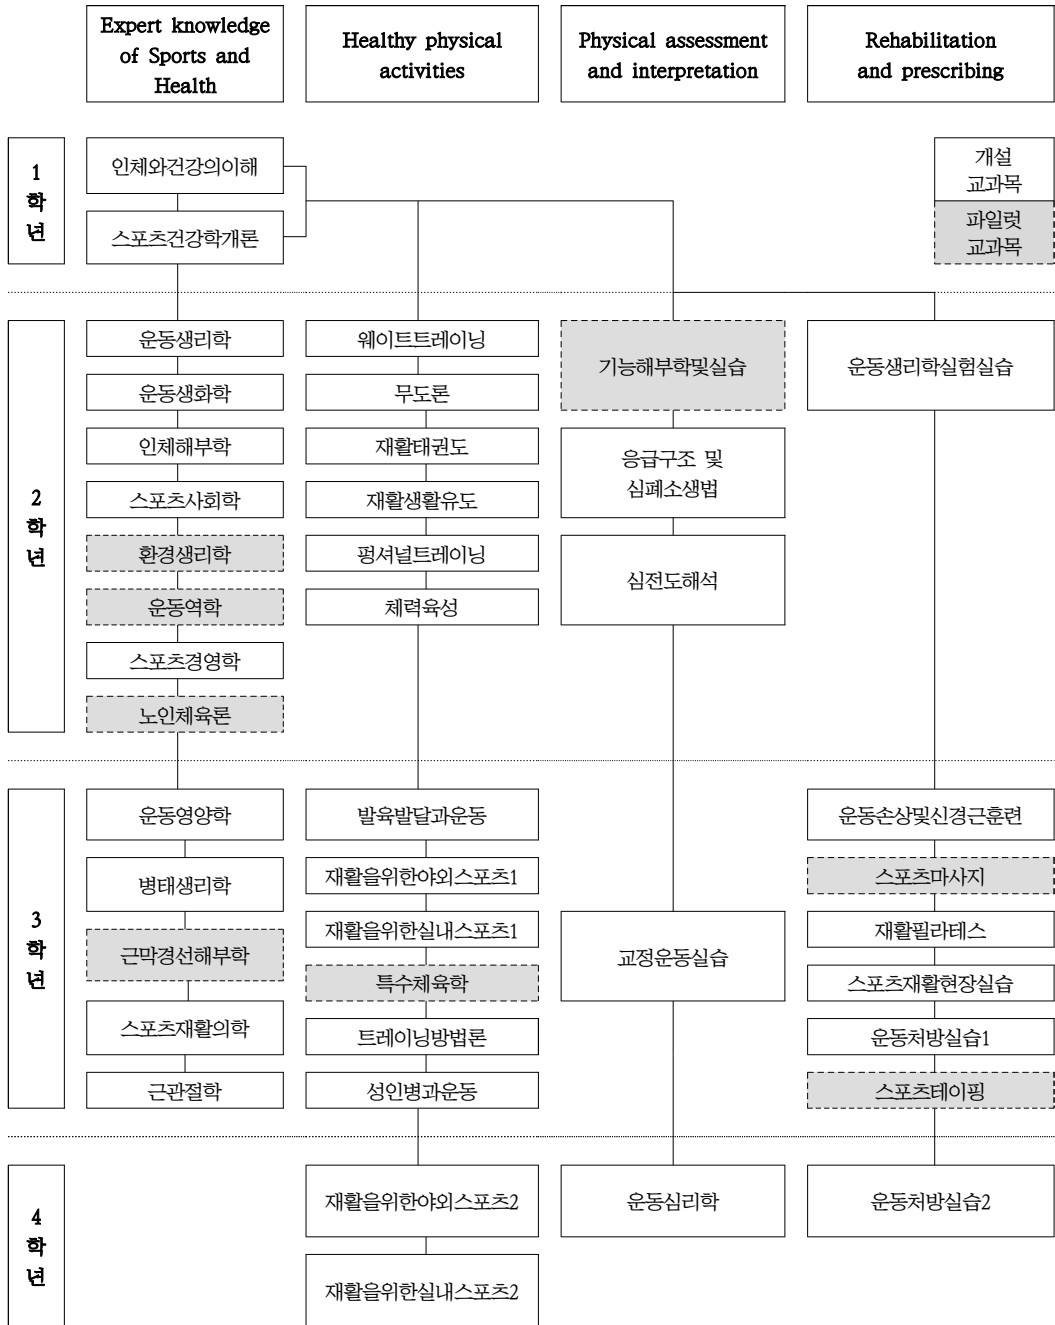 Expert knowledge
of Sports and
Health
Healthy physical
activities
Physical assessment
and interpretation
Rehabilitation
and prescribing
1
학
년
인체와건강의이해
스포츠건강학개론
개설
교과목
파일럿
교과목
2
학
년
운동생리학
운동생화학
인체해부학
스포츠사회학
환경생리학
운동역학
스포츠경영학
노인체육론
웨이트트레이닝
무도론
재활태권도
재활생활유도
펑셔널트레이닝
체력육성
기능해부학및실습
응급구조 및
심폐소생법
심전도해석
운동생리학실험실습
3
학
년
운동영양학
병태생리학
근막경선해부학
스포츠재활의학
근관절학
발육발달과운동
재활을위한야외스포츠1
재활을위한실내스포츠1
특수체육학
트레이닝방법론
성인병과운동
교정운동실습
운동손상및신경근훈련
스포츠마사지
재활필라테스
스포츠재활현장실습
운동처방실습1
스포츠테이핑
4
학
년
재활을위한야외스포츠2
재활을위한실내스포츠2
운동심리학
운동처방실습2